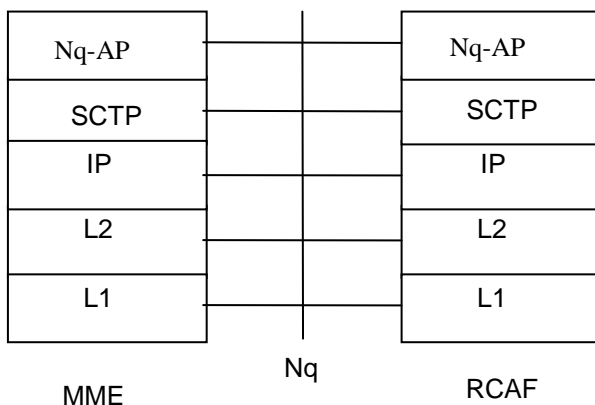 Nq-AP Nq-AP
SCTP SCTP
IP IP
L2 L2
L1 L1
Nq
MME RCAF